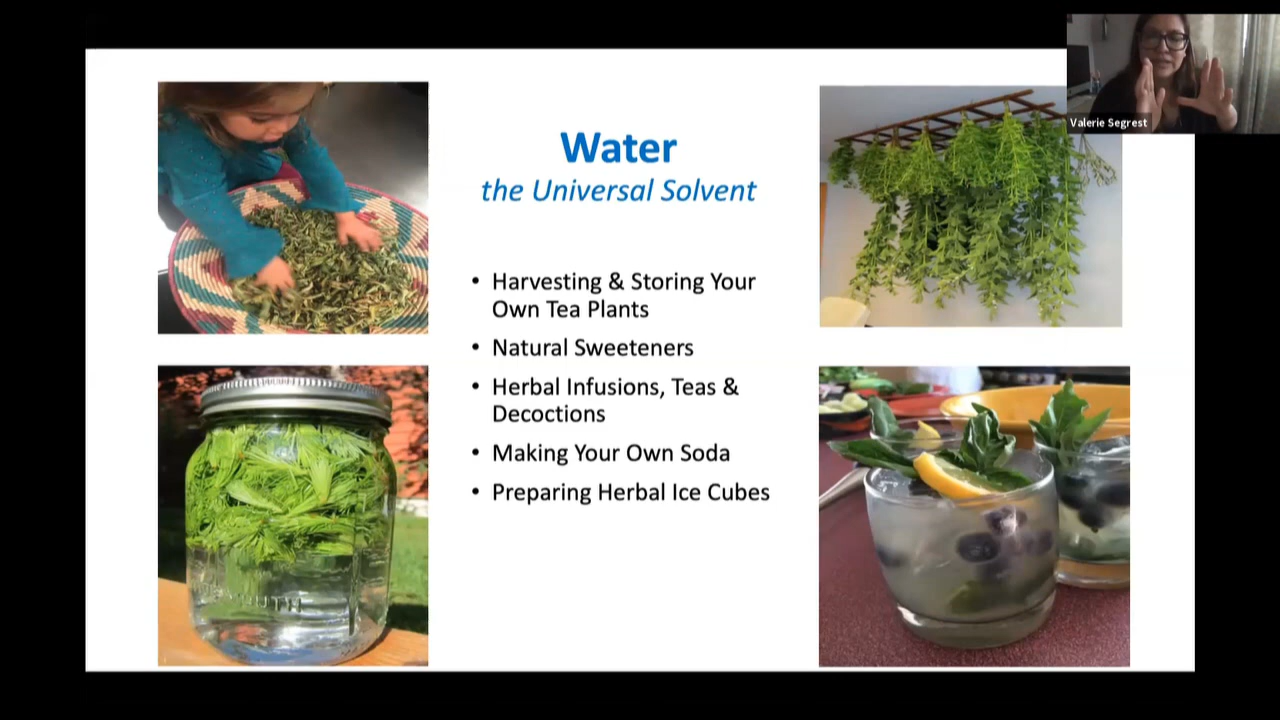 Valerie Segrest
Water
the Universal Solvent
• Harvesting & Storing Your
Own Tea Plants
• Natural Sweeteners
• Herbal Infusions, Teas &
Decoctions
• Making Your Own Soda
• Preparing Herbal Ice Cubes